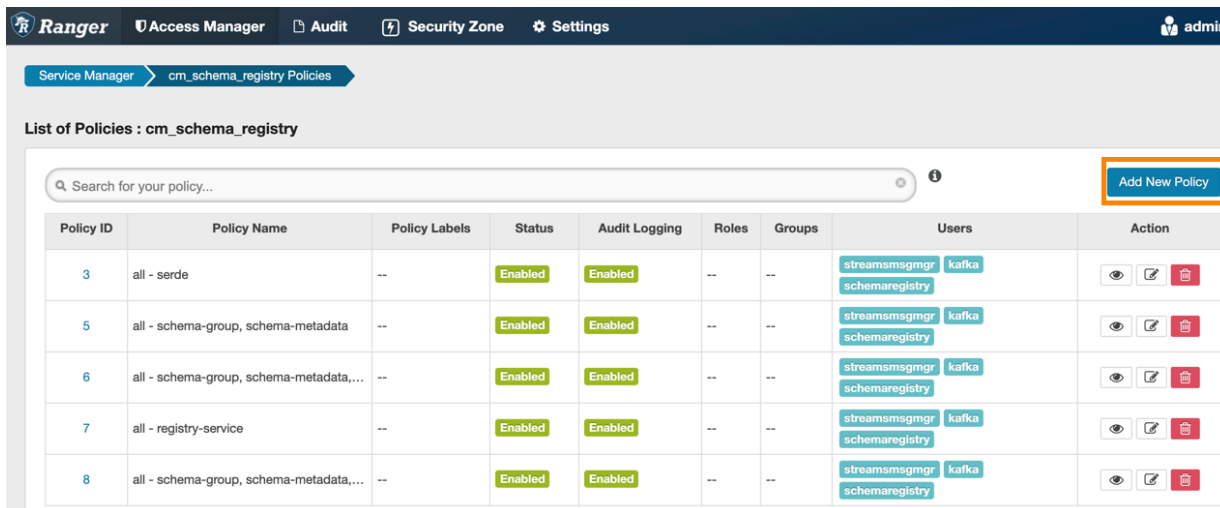 Ranger Access Manager Audit Security Zone Settings admin
Service Manager cm_schema_registry Policies
List of Policies : cm_schema_registry
Search for your policy... Add New Policy
Policy ID Policy Name Policy Labels Status Audit Logging Roles Groups Users Action
3 all - serde -- Enabled Enabled -- -- streamsmsgmgr kafka
schemaregistry
5 all - schema-group, schema-metadata -- Enabled Enabled -- -- streamsmsgmgr kafka
schemaregistry
6 all - schema-group, schema-metadata,... -- Enabled Enabled -- -- streamsmsgmgr kafka
schemaregistry
7 all - registry-service -- Enabled Enabled -- -- streamsmsgmgr kafka
schemaregistry
8 all - schema-group, schema-metadata,... -- Enabled Enabled -- -- streamsmsgmgr kafka
schemaregistry